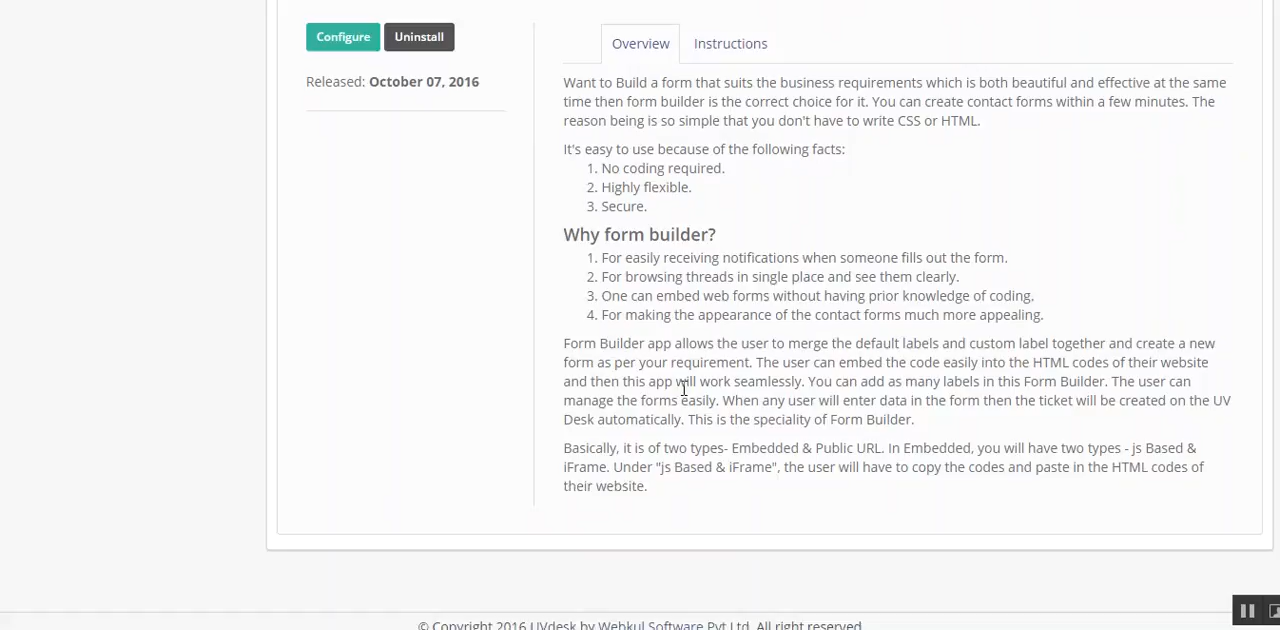 Configure
Uninstall
Released: October 07, 2016
Overview
Instructions
Want to Build a form that suits the business requirements which is both beautiful and effective at the same
time then form builder is the correct choice for it. You can create contact forms within a few minutes. The
reason being is so simple that you don't have to write CSS or HTML.
It's easy to use because of the following facts:
1. No coding required.
2. Highly flexible.
3. Secure.
Why form builder?
1. For easily receiving notifications when someone fills out the form.
2. For browsing threads in single place and see them clearly.
3. One can embed web forms without having prior knowledge of coding.
4. For making the appearance of the contact forms much more appealing.
Form Builder app allows the user to merge the default labels and custom label together and create a new
form as per your requirement. The user can embed the code easily into the HTML codes of their website
and then this app will work seamlessly. You can add as many labels in this Form Builder. The user can
manage the forms easily. When any user will enter data in the form then the ticket will be created on the UV
Desk automatically. This is the speciality of Form Builder.
Basically, it is of two types- Embedded & Public URL. In Embedded, you will have two types - js Based &
iFrame. Under "js Based & iFrame", the user will have to copy the codes and paste in the HTML codes of
their website.
© Copyright 2016 UVdesk by Webkul Software Pvt Ltd. All right reserved